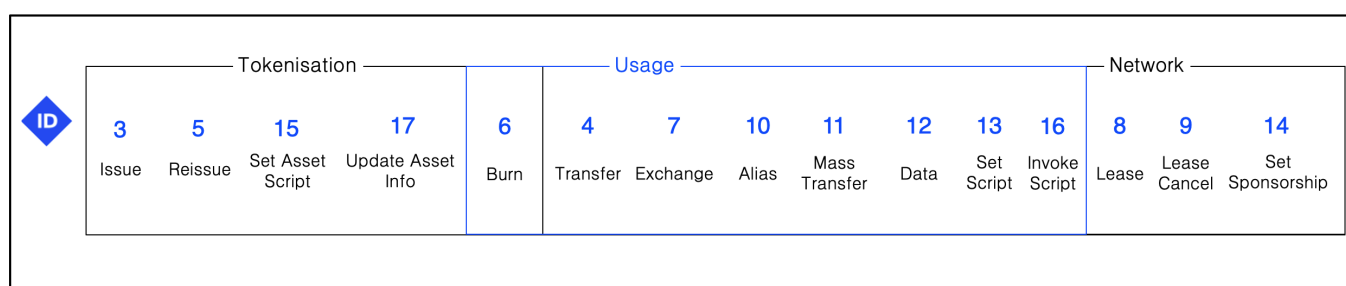 Tokenisation
Usage
Network
ID
3
5
15
17
6
4
7
10
11
12
13
16
8
9
14
Issue
Reissue
Set Asset
Script
Update Asset
Info
Burn
Transfer
Exchange
Alias
Mass
Transfer
Data
Set
Script
Invoke
Script
Lease
Lease
Cancel
Set
Sponsorship